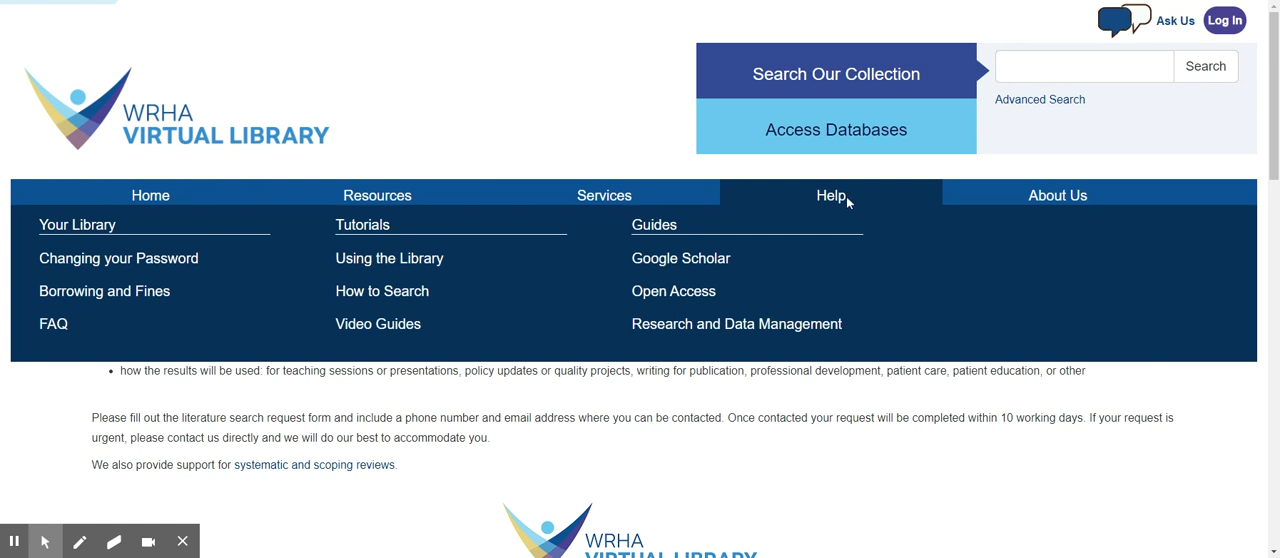 Ask Us
Log In
Search Our Collection
Search
Advanced Search
Access Databases
WRHA
VIRTUAL LIBRARY
Home
Resources
Services
Help
About Us
Your Library
Changing your Password
Borrowing and Fines
FAQ
Tutorials
Using the Library
How to Search
Video Guides
Guides
Google Scholar
Open Access
Research and Data Management
• how the results will be used: for teaching sessions or presentations, policy updates or quality projects, writing for publication, professional development, patient care, patient education, or other
Please fill out the literature search request form and include a phone number and email address where you can be contacted. Once contacted your request will be completed within 10 working days. If your request is
urgent, please contact us directly and we will do our best to accommodate you.
We also provide support for systematic and scoping reviews.
WRHA
VIRTUAL LIBRARY